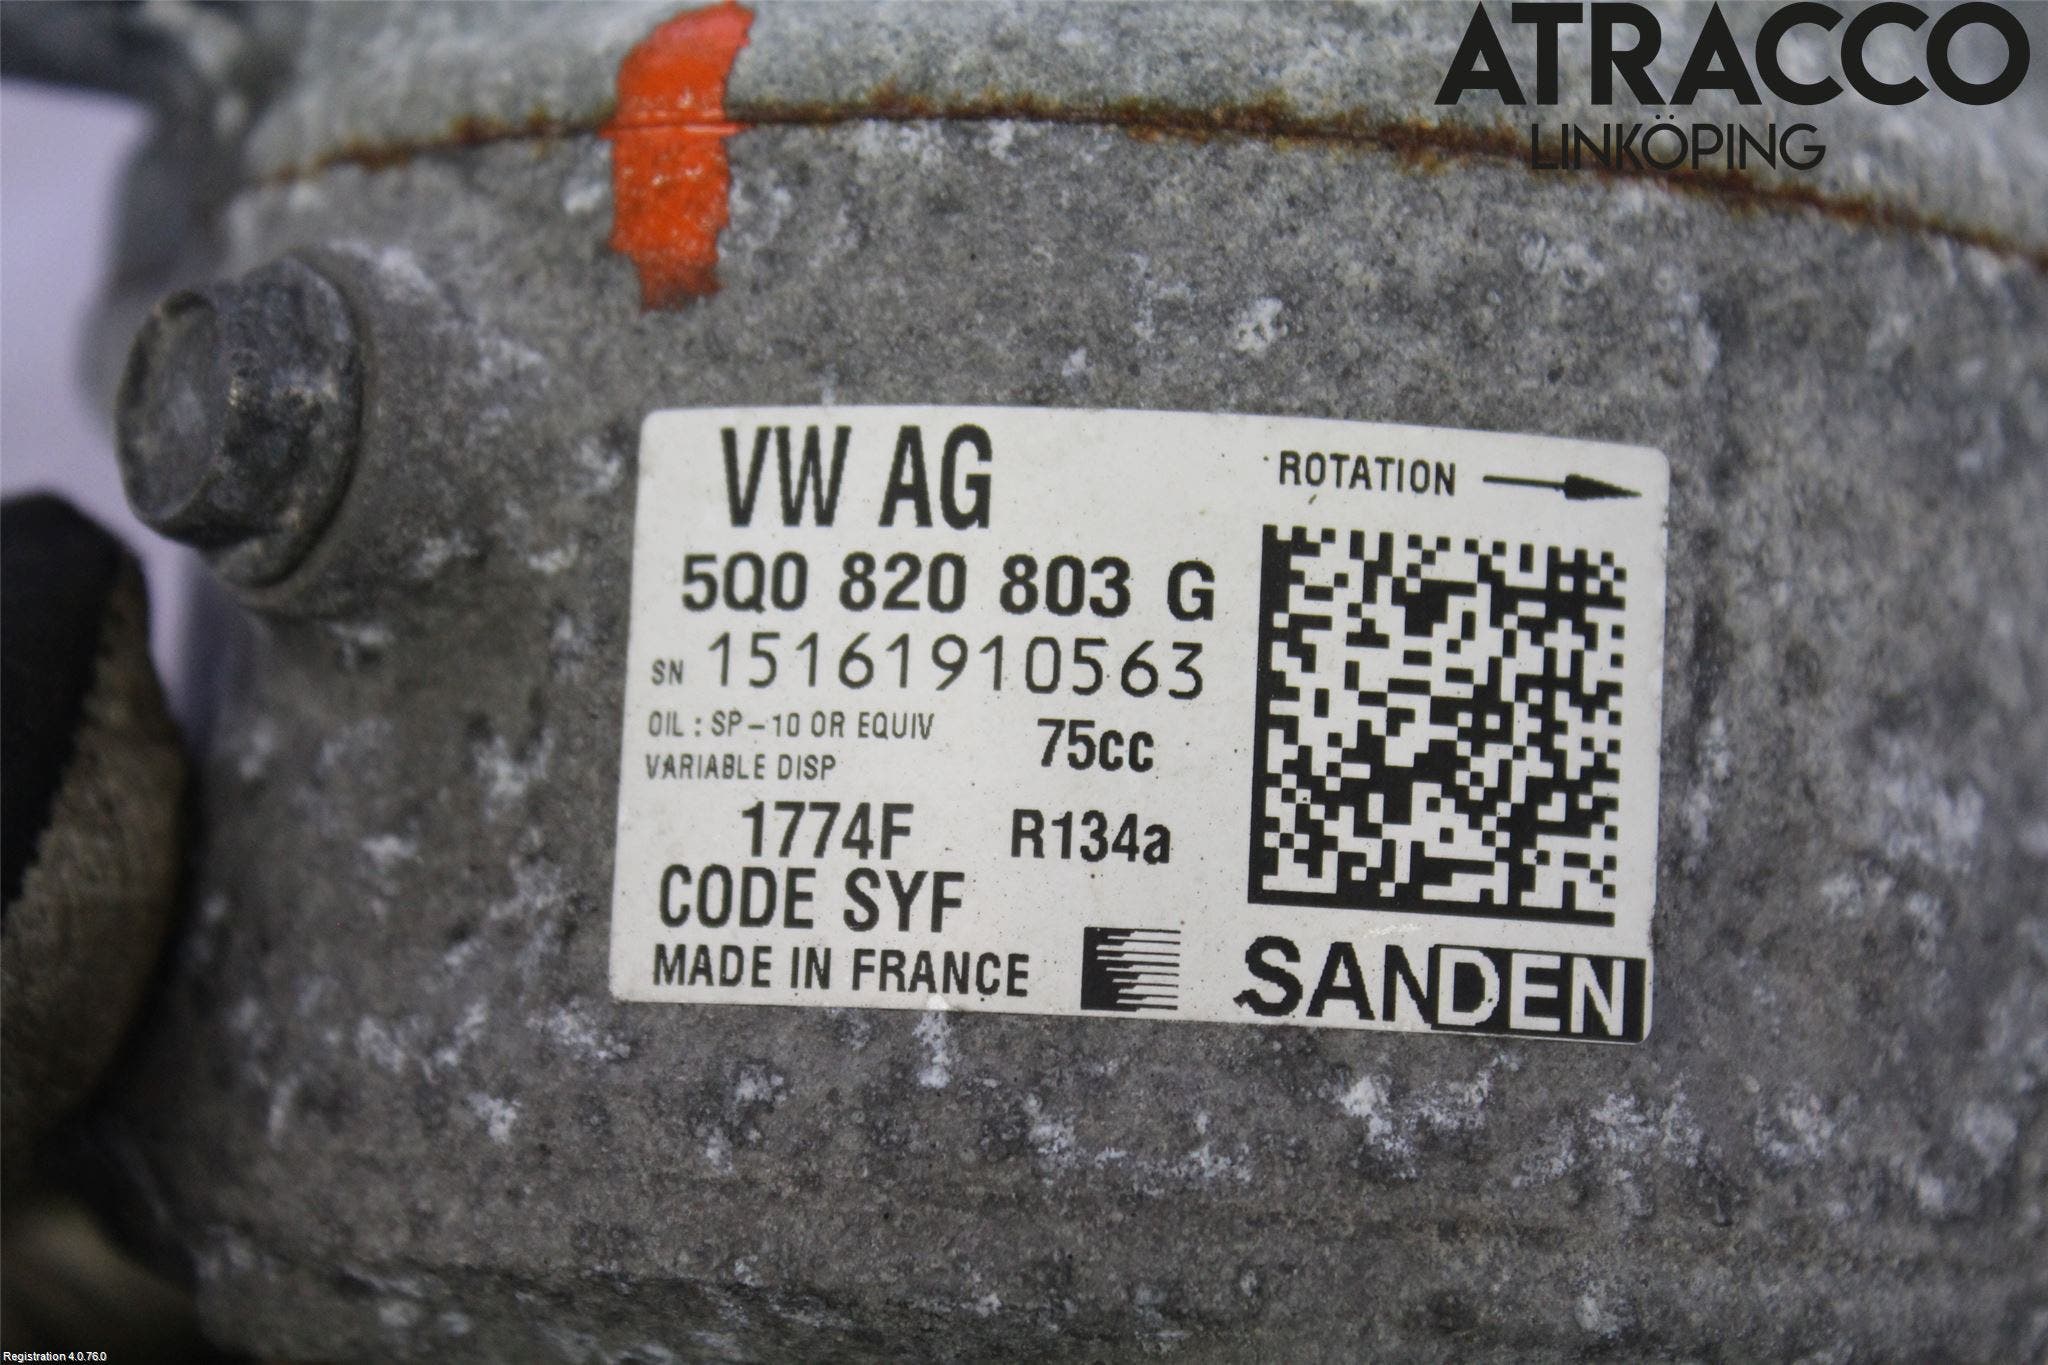 ATRACCO
LINKÖPING
VW AG
ROTATION
5Q0 820 803 G
SN 15161910563
OIL : SP-10 OR EQUIV
75cc
VARIABLE DISP
1774F R134a
CODE SYF
MADE IN FRANCE
SANDEN
Registration 4.0.76.0